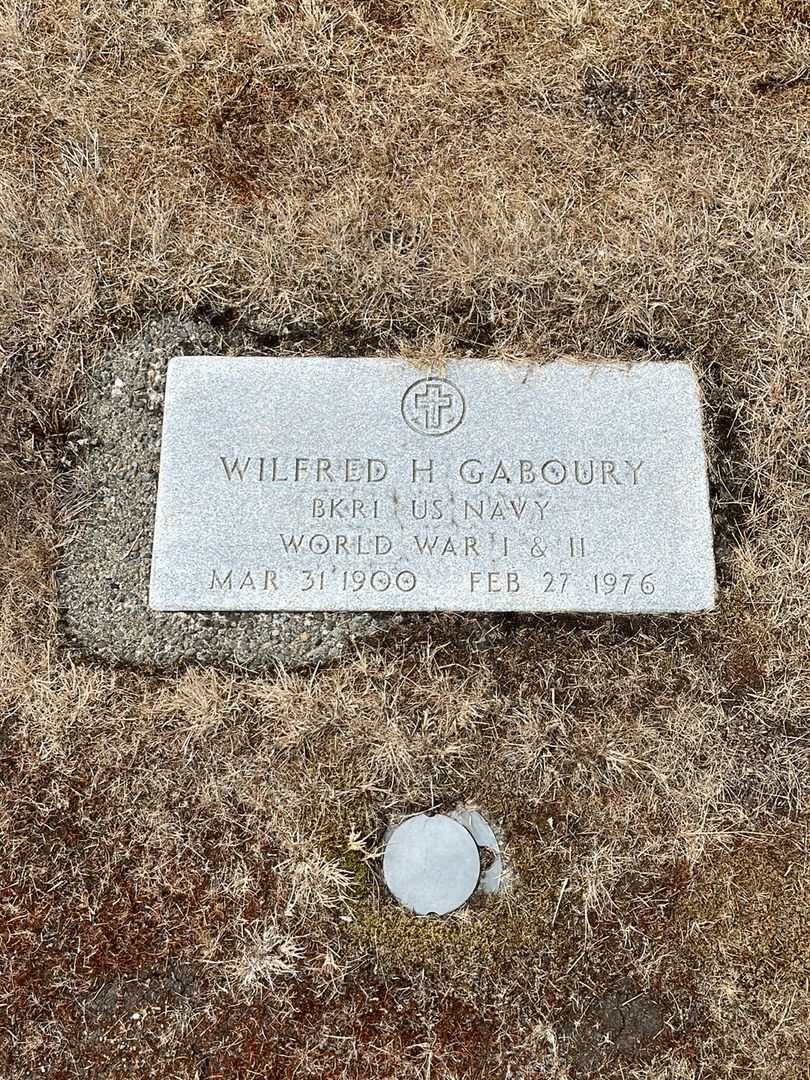 WILFRED H GABOURY
BKR1 US NAVY
WORLD WAR I & II
MAR 31 1900 FEB 27 1976